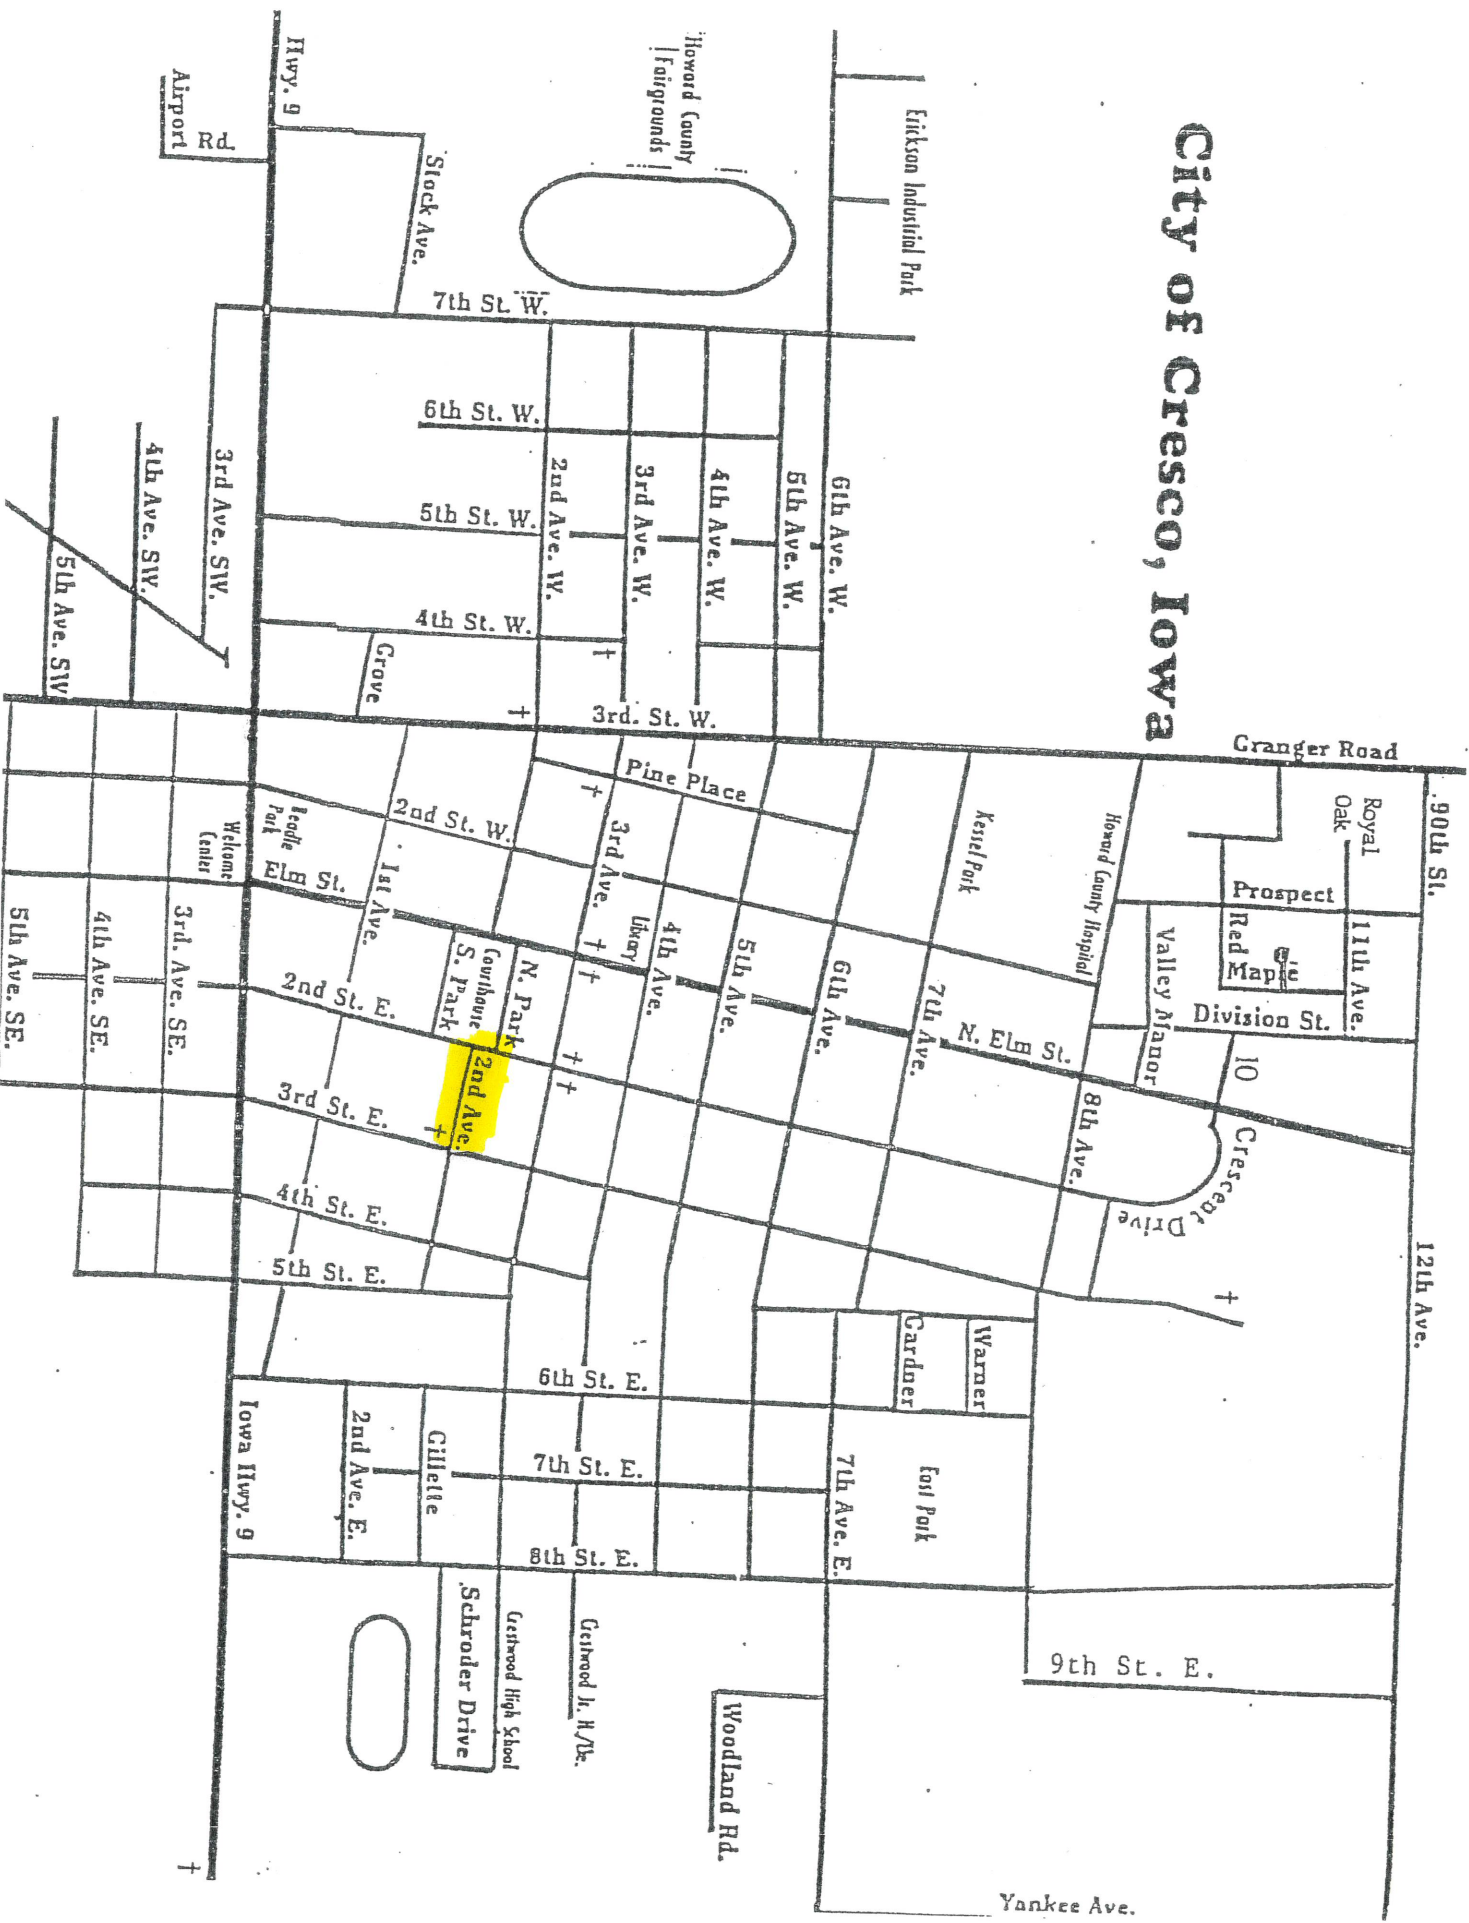 City of Cresco, Iowa
Erickson Industrial Park
Howard County
Fairgrounds
Hwy. 9
Airport
Rd.
Stock Ave.
7th St. W.
6th St. W.
5th St. W.
4th St. W.
3rd. St. W.
2nd Ave. W.
3rd Ave. W.
4th Ave. W.
5th Ave. W.
6th Ave. W.
3rd Ave. SW.
4th Ave. SW.
5th Ave. SW
Grove
Granger Road
Pine Place
Royal
Oak
90th St.
Prospect
11th Ave.
Red
Maple
Division St.
Valley Manor
Howard County Hospital
Kessel Park
2nd St. W.
Beadle
Park
Welcome
Center
Elm St.
1st Ave.
3rd Ave.
Library
4th Ave.
5th Ave.
6th Ave.
7th Ave.
N. Elm St.
8th Ave.
10
Crescent Drive
12th Ave.
N. Park
Courthouse
S. Park
2nd Ave.
2nd St. E.
3rd St. E.
4th St. E.
5th St. E.
3rd. Ave. SE.
4th Ave. SE.
5th Ave. SE.
6th St. E.
7th St. E.
8th St. E.
9th St. E.
Warner
Gardner
East Park
7th Ave. E.
Gillette
2nd Ave. E.
Iowa Hwy. 9
Schroder Drive
Crestwood High School
Crestwood Jr. H./
Woodland Rd.
Yankee Ave.